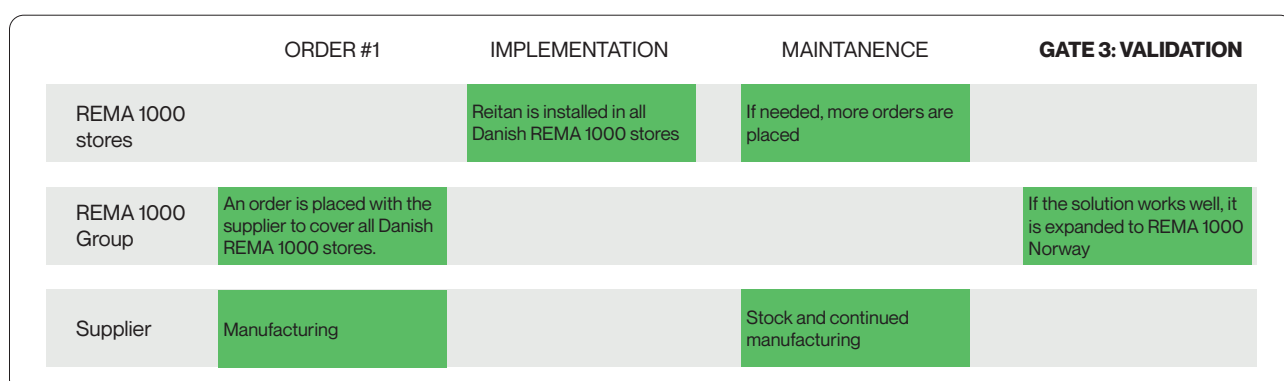 ORDER #1 IMPLEMENTATION MAINTANENCE GATE 3: VALIDATION
REMA 1000
stores
Reitan is installed in all
Danish REMA 1000 stores
If needed, more orders are
placed
REMA 1000
Group
An order is placed with the
supplier to cover all Danish
REMA 1000 stores.
If the solution works well, it
is expanded to REMA 1000
Norway
Supplier
Manufacturing
Stock and continued
manufacturing